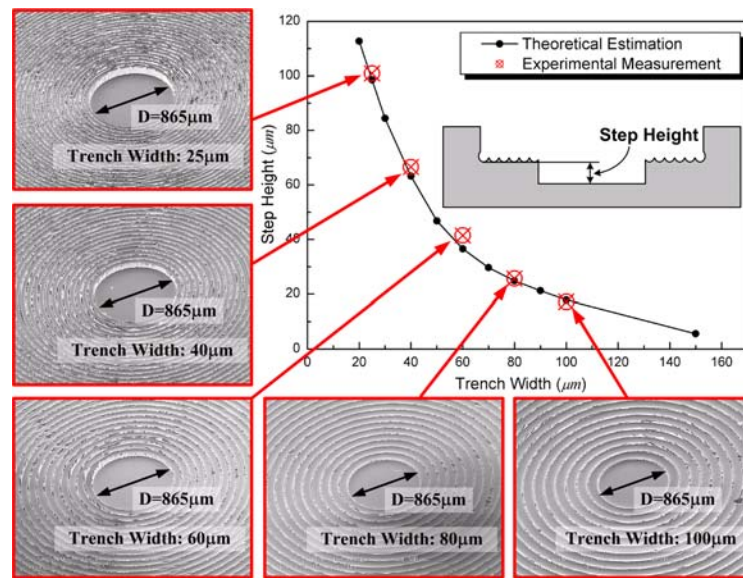 D=865μm
Trench Width: 25μm
D=865μm
Trench Width: 40μm
D=865μm
Trench Width: 60μm
D=865μm
Trench Width: 80μm
D=865μm
Trench Width: 100μm
Step Height (μm)
120
100
80
60
40
20
0
0
20
40
60
80
100
120
140
160
Trench Width (μm)
Theoretical Estimation
Experimental Measurement
Step Height